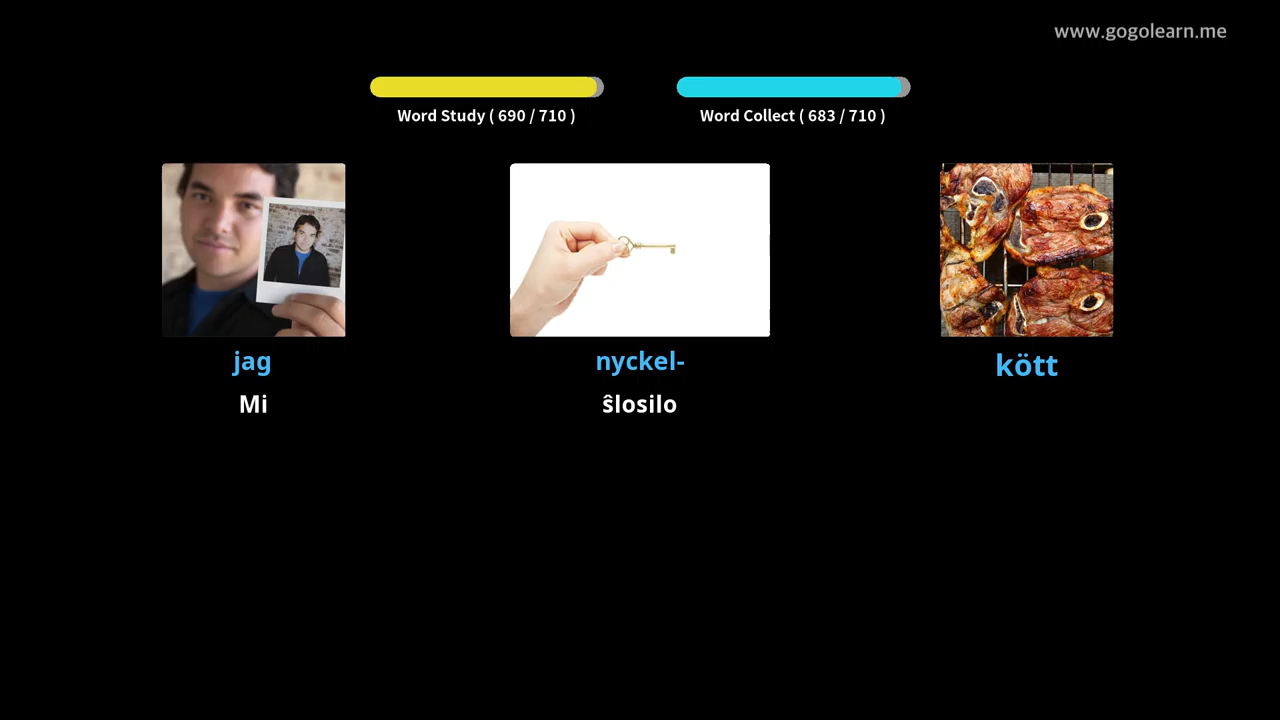 www.gogolearn.me
Word Study ( 690 / 710 )
Word Collect ( 683 / 710 )
jag
Mi
nyckel-
ŝlosilo
kött